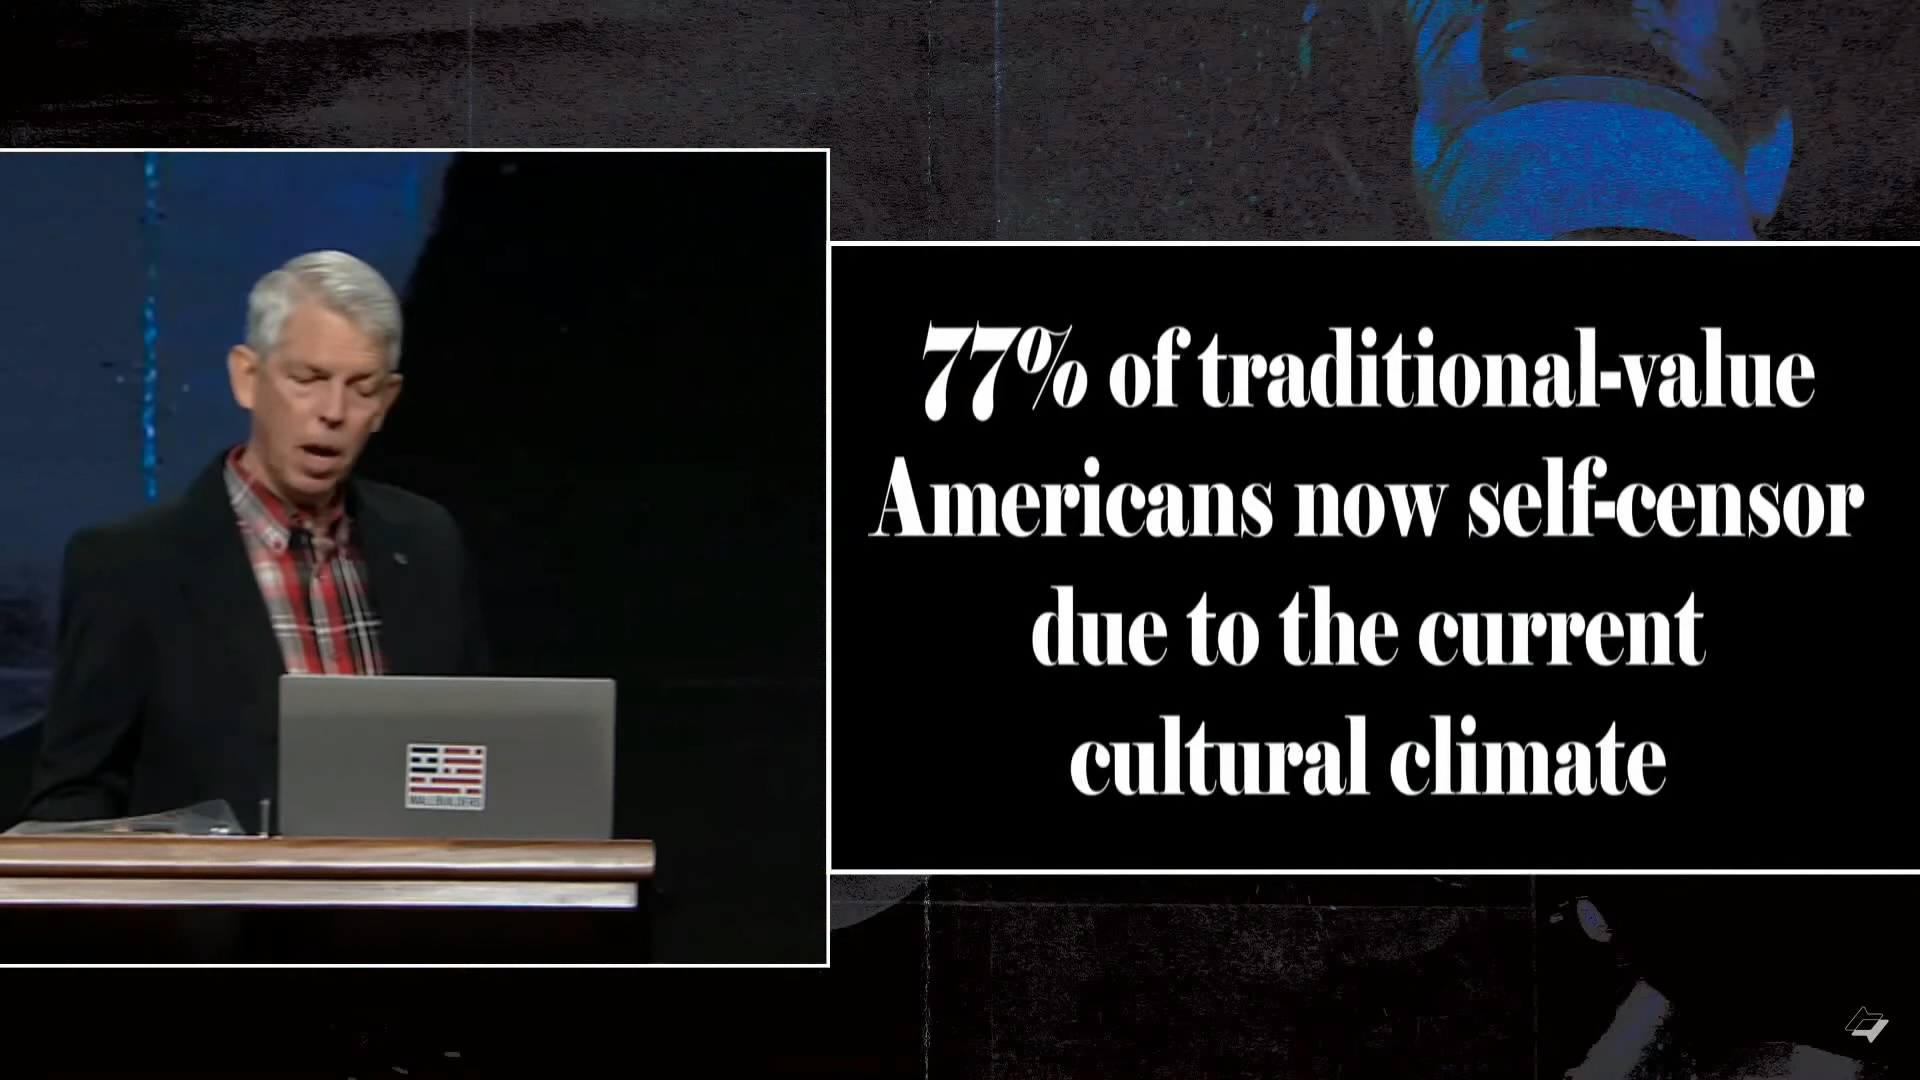 77% of traditional-value
Americans now self-censor
due to the current
cultural climate